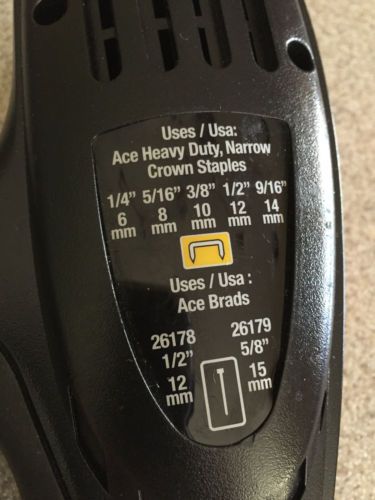 Uses / Usa:
Ace Heavy Duty, Narrow
Crown Staples
1/4" 5/16" 3/8" 1/2" 9/16"
6 8 10 12 14
mm mm mm mm mm
Uses / Usa :
Ace Brads
26178 26179
1/2" 5/8"
12 15
mm mm